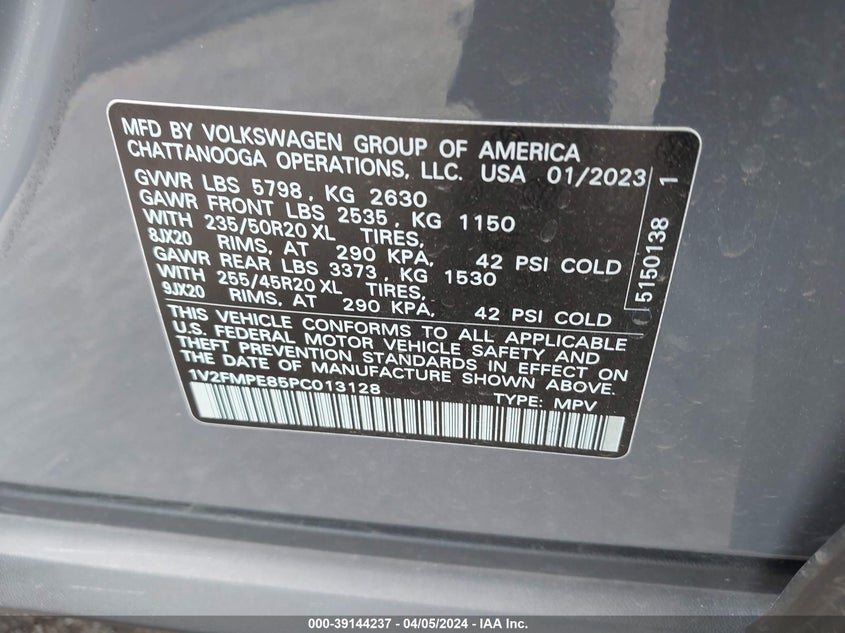 MFD BY VOLKSWAGEN GROUP OF AMERICA
CHATTANOOGA OPERATIONS, LLC. USA 01/2023
GVWR LBS 5798, KG 2630
GAWR FRONT LBS 2535, KG 1150
WITH 235/50R20 XL TIRES,
8JX20 RIMS, AT 290 KPA, 42 PSI COLD
GAWR REAR LBS 3373, KG 1530
WITH 255/45R20 XL TIRES,
9JX20 RIMS, AT 290 KPA, 42 PSI COLD
THIS VEHICLE CONFORMS TO ALL APPLICABLE
U.S. FEDERAL MOTOR VEHICLE SAFETY AND
THEFT PREVENTION STANDARDS IN EFFECT ON
THE DATE OF MANUFACTURE SHOWN ABOVE.
1V2FMPE85PC013128 TYPE: MPV
5150138 1
000-39144237 - 04/05/2024 - IAA Inc.